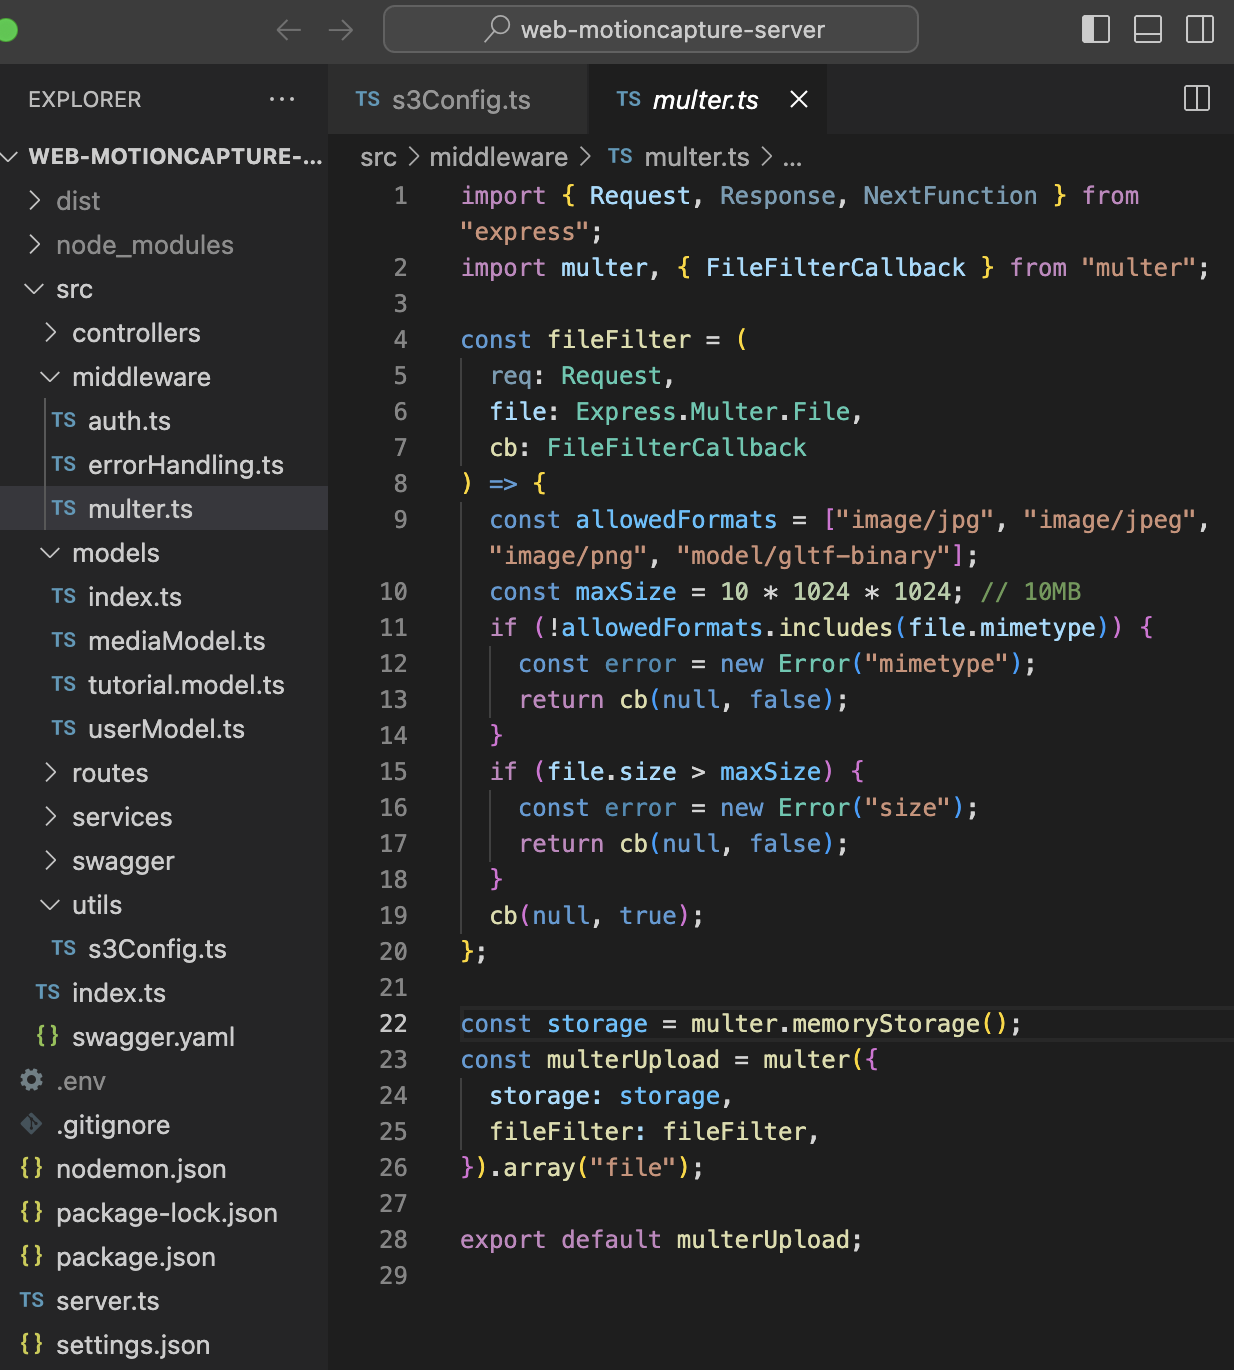 web-motioncapture-server
EXPLORER
WEB-MOTIONCAPTURE-...
dist
node_modules
src
controllers
middleware
TS auth.ts
TS errorHandling.ts
TS multer.ts
models
TS index.ts
TS mediaModel.ts
TS tutorial.model.ts
TS userModel.ts
routes
services
swagger
utils
TS s3Config.ts
TS index.ts
{} swagger.yaml
.env
.gitignore
{} nodemon.json
{} package-lock.json
{} package.json
TS server.ts
{} settings.json
TS s3Config.ts
TS multer.ts
src > middleware > TS multer.ts > ...
1 import { Request, Response, NextFunction } from
"express";
2 import multer, { FileFilterCallback } from "multer";
3
4 const fileFilter = (
5 req: Request,
6 file: Express.Multer.File,
7 cb: FileFilterCallback
8 ) => {
9 const allowedFormats = ["image/jpg", "image/jpeg",
"image/png", "model/gltf-binary"];
10 const maxSize = 10 * 1024 * 1024; // 10MB
11 if (!allowedFormats.includes(file.mimetype)) {
12 const error = new Error("mimetype");
13 return cb(null, false);
14 }
15 if (file.size > maxSize) {
16 const error = new Error("size");
17 return cb(null, false);
18 }
19 cb(null, true);
20 };
21
22 const storage = multer.memoryStorage();
23 const multerUpload = multer({
24 storage: storage,
25 fileFilter: fileFilter,
26 }).array("file");
27
28 export default multerUpload;
29